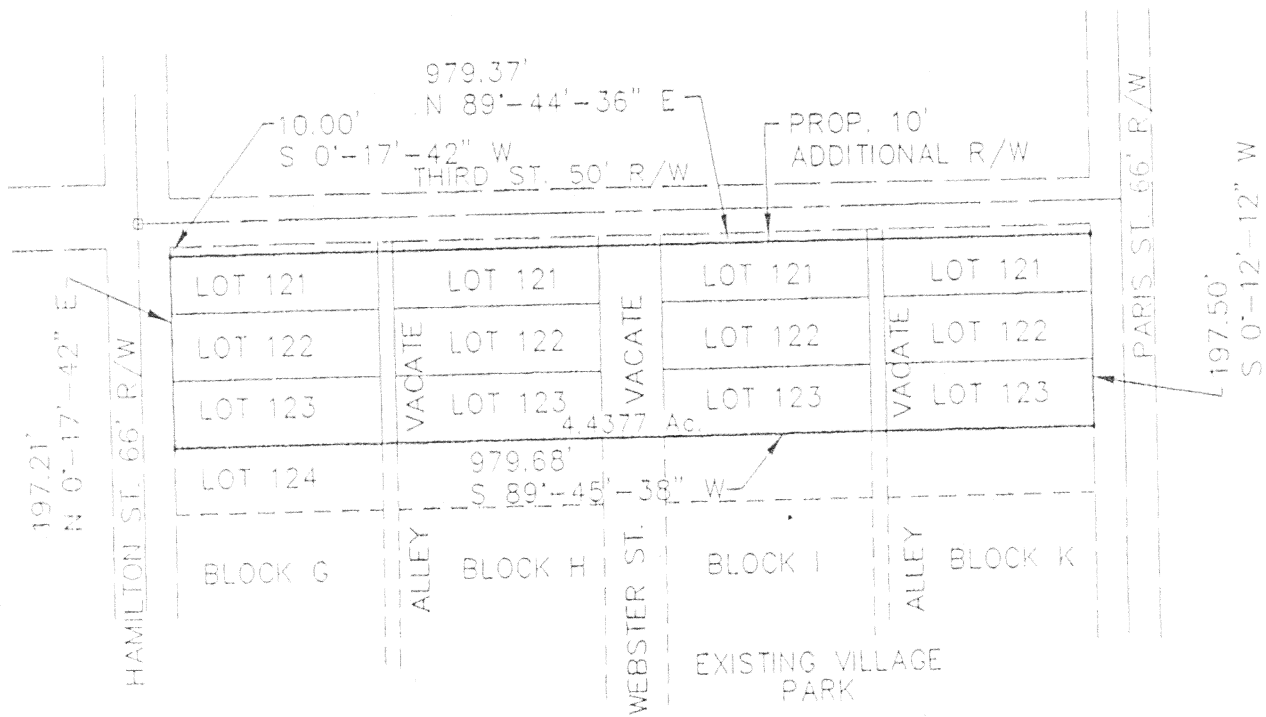 979.37'
N 89°-44'-36" E
10.00'
S 0°-17'-42" W
PROP. 10'
ADDITIONAL R/W
THIRD ST. 50' R/W
PARIS ST. 66' R/W
197.50'
S 0°-12'-12" W
197.21'
N 0°-17'-42" E
HAMILTON ST. 66' R/W
LOT 121
LOT 122
LOT 123
LOT 124
VACATE
LOT 121
LOT 122
LOT 123
VACATE
LOT 121
LOT 122
LOT 123
VACATE
LOT 121
LOT 122
LOT 123
4.4377 Ac.
979.68'
S 89°-45'-38" W
BLOCK G
ALLEY
BLOCK H
WEBSTER ST.
BLOCK I
ALLEY
BLOCK K
EXISTING VILLAGE
PARK